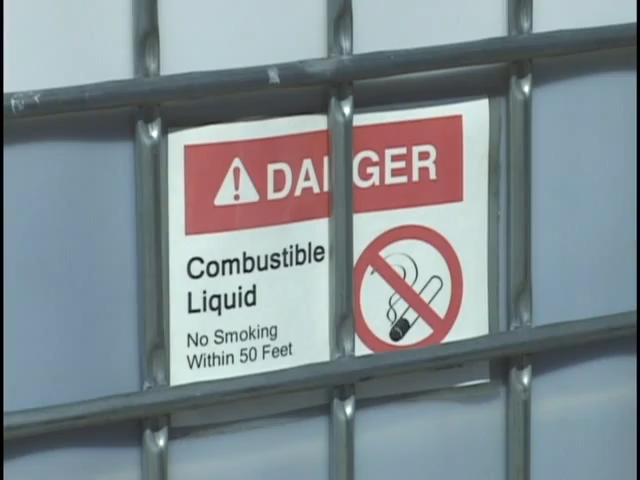 DANGER
Combustible
Liquid
No Smoking
Within 50 Feet